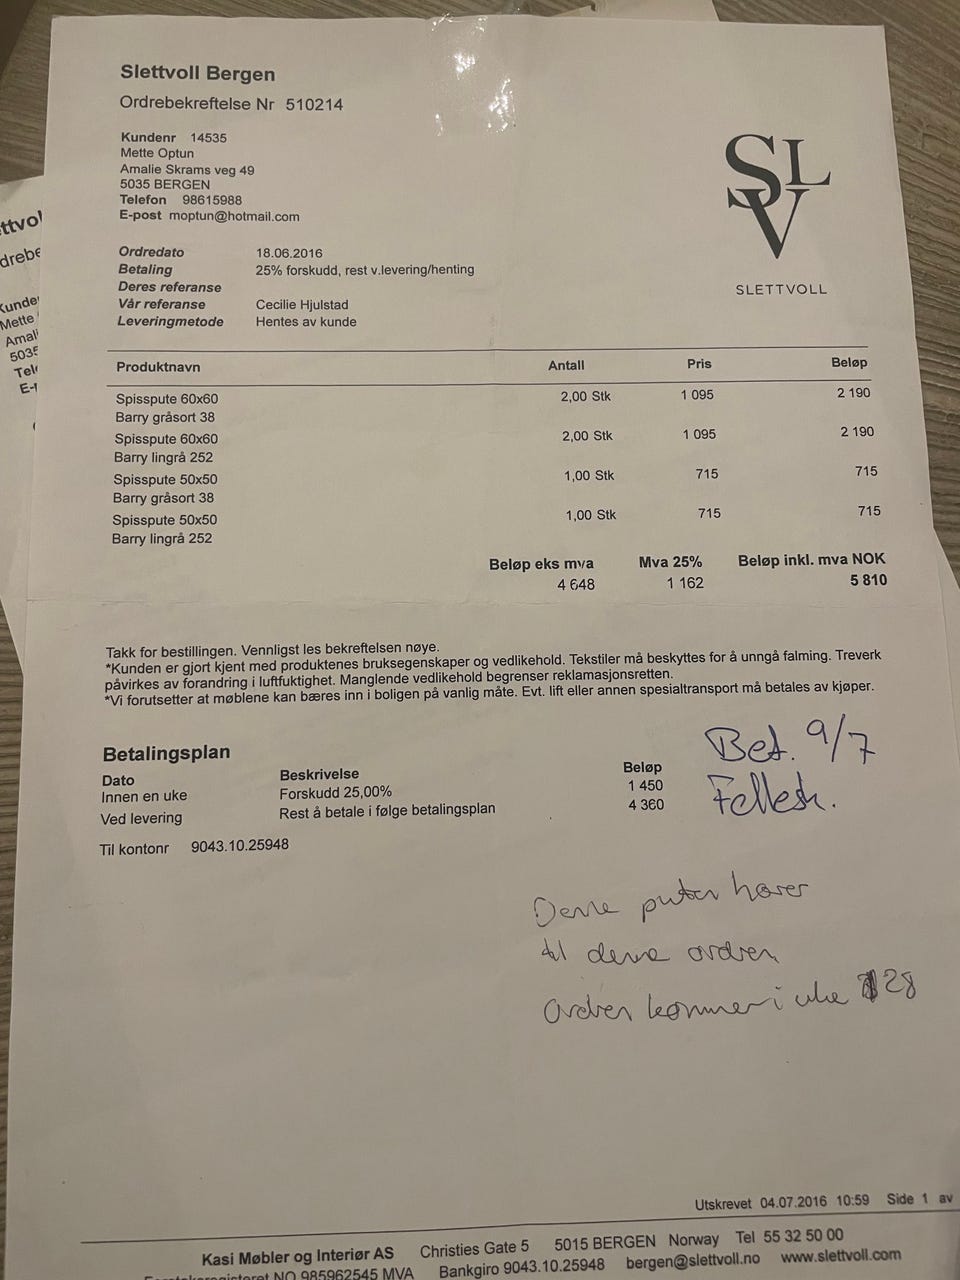 Slettvoll Bergen
Ordrebekreftelse Nr 510214
Kundenr 14535
Mette Optun
Amalie Skrams veg 49
5035 BERGEN
Telefon 98615988
E-post moptun@hotmail.com
SLV
SLETTVOLL
Ordredato 18.06.2016
Betaling 25% forskudd, rest v.levering/henting
Deres referanse
Vår referanse Cecilie Hjulstad
Leveringmetode Hentes av kunde
Produktnavn Antall Pris Beløp
Spisspute 60x60 2,00 Stk 1 095 2 190
Barry gråsort 38
Spisspute 60x60 2,00 Stk 1 095 2 190
Barry lingrå 252
Spisspute 50x50 1,00 Stk 715 715
Barry gråsort 38
Spisspute 50x50 1,00 Stk 715 715
Barry lingrå 252
Beløp eks mva Mva 25% Beløp inkl. mva NOK
4 648 1 162 5 810
Takk for bestillingen. Vennligst les bekreftelsen nøye.
*Kunden er gjort kjent med produktenes bruksegenskaper og vedlikehold. Tekstiler må beskyttes for å unngå falming. Treverk
påvirkes av forandring i luftfuktighet. Manglende vedlikehold begrenser reklamasjonsretten.
*Vi forutsetter at møblene kan bæres inn i boligen på vanlig måte. Evt. lift eller annen spesialtransport må betales av kjøper.
Betalingsplan
Dato Beskrivelse Beløp
Innen en uke Forskudd 25,00% 1 450
Ved levering Rest å betale i følge betalingsplan 4 360
Til kontonr 9043.10.25948
Bet. 9/7
Fellesk.
Denne puten hører
til denne ordren
Ordren kommer i uke 28
Utskrevet 04.07.2016 10:59 Side 1 av
Kasi Møbler og Interiør AS Christies Gate 5 5015 BERGEN Norway Tel 55 32 50 00
NO 985962545 MVA Bankgiro 9043.10.25948 bergen@slettvoll.no www.slettvoll.com